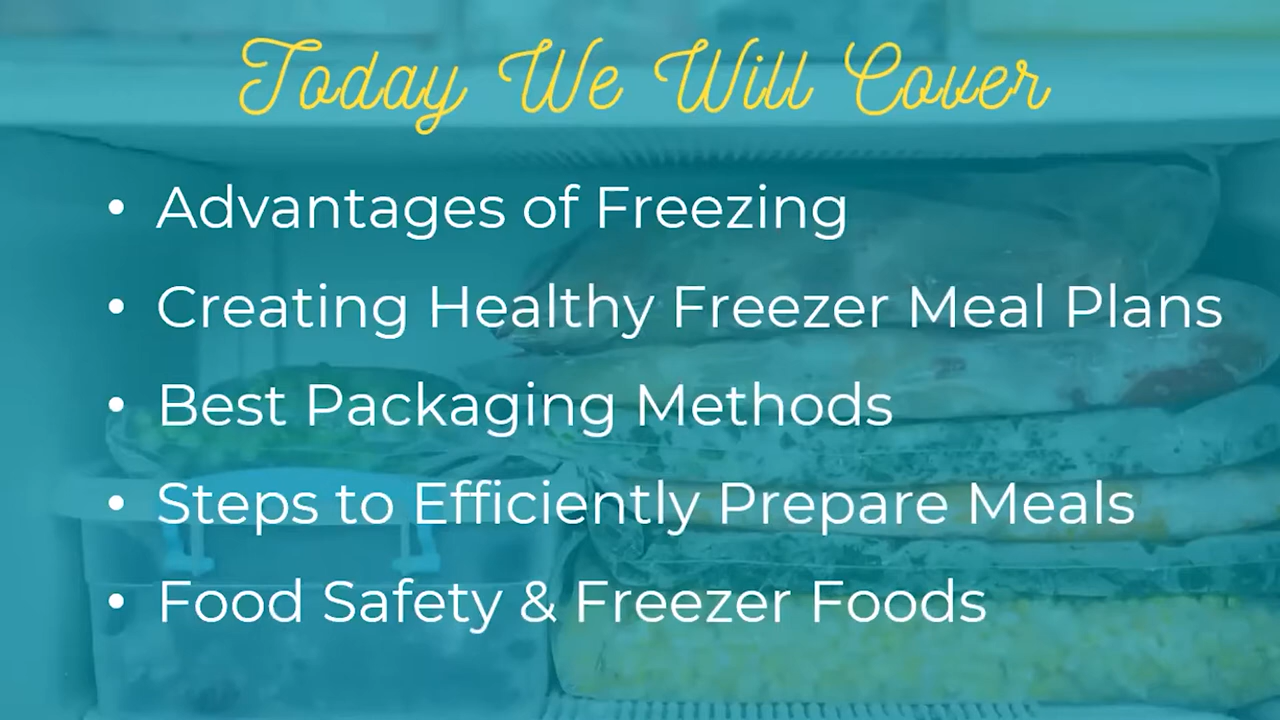 Today We Will Cover
• Advantages of Freezing
• Creating Healthy Freezer Meal Plans
• Best Packaging Methods
• Steps to Efficiently Prepare Meals
• Food Safety & Freezer Foods